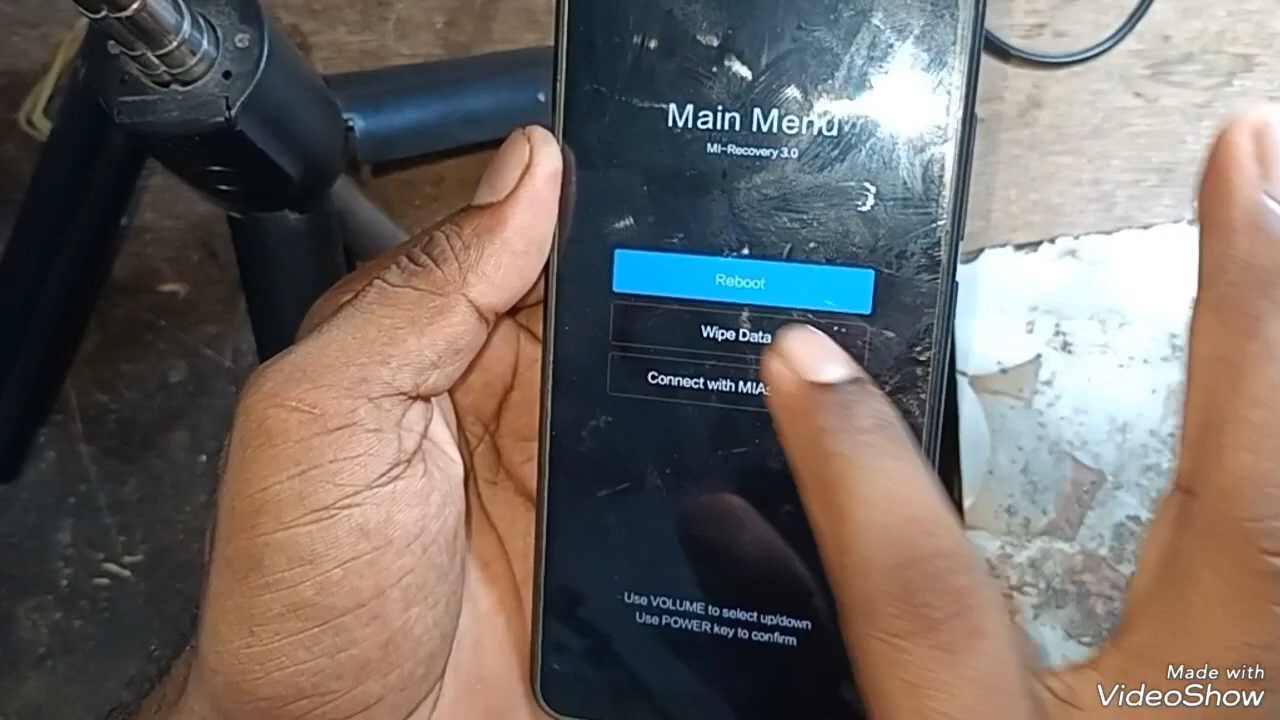 Main Menu
MI-Recovery 3.0
Reboot
Wipe Data
Connect with
Use VOLUME to select up/down
Use POWER key to confirm
Made with
VideoShow